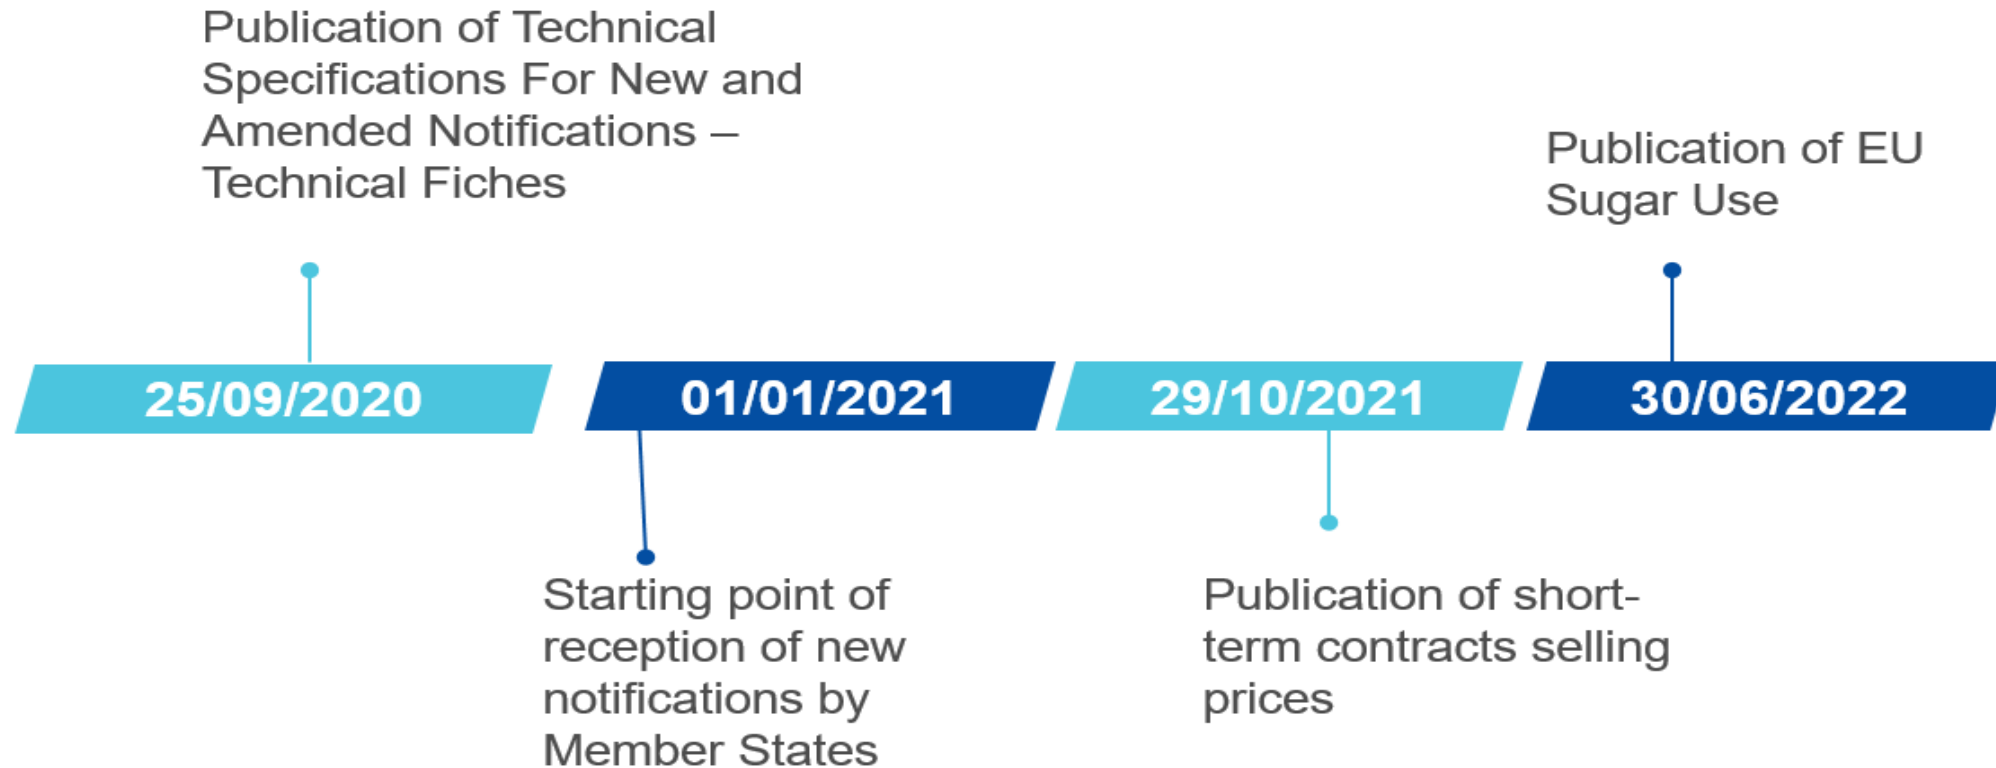 Publication of Technical
Specifications For New and
Amended Notifications –
Technical Fiches
Publication of EU
Sugar Use
25/09/2020
01/01/2021
29/10/2021
30/06/2022
Starting point of
reception of new
notifications by
Member States
Publication of short-
term contracts selling
prices